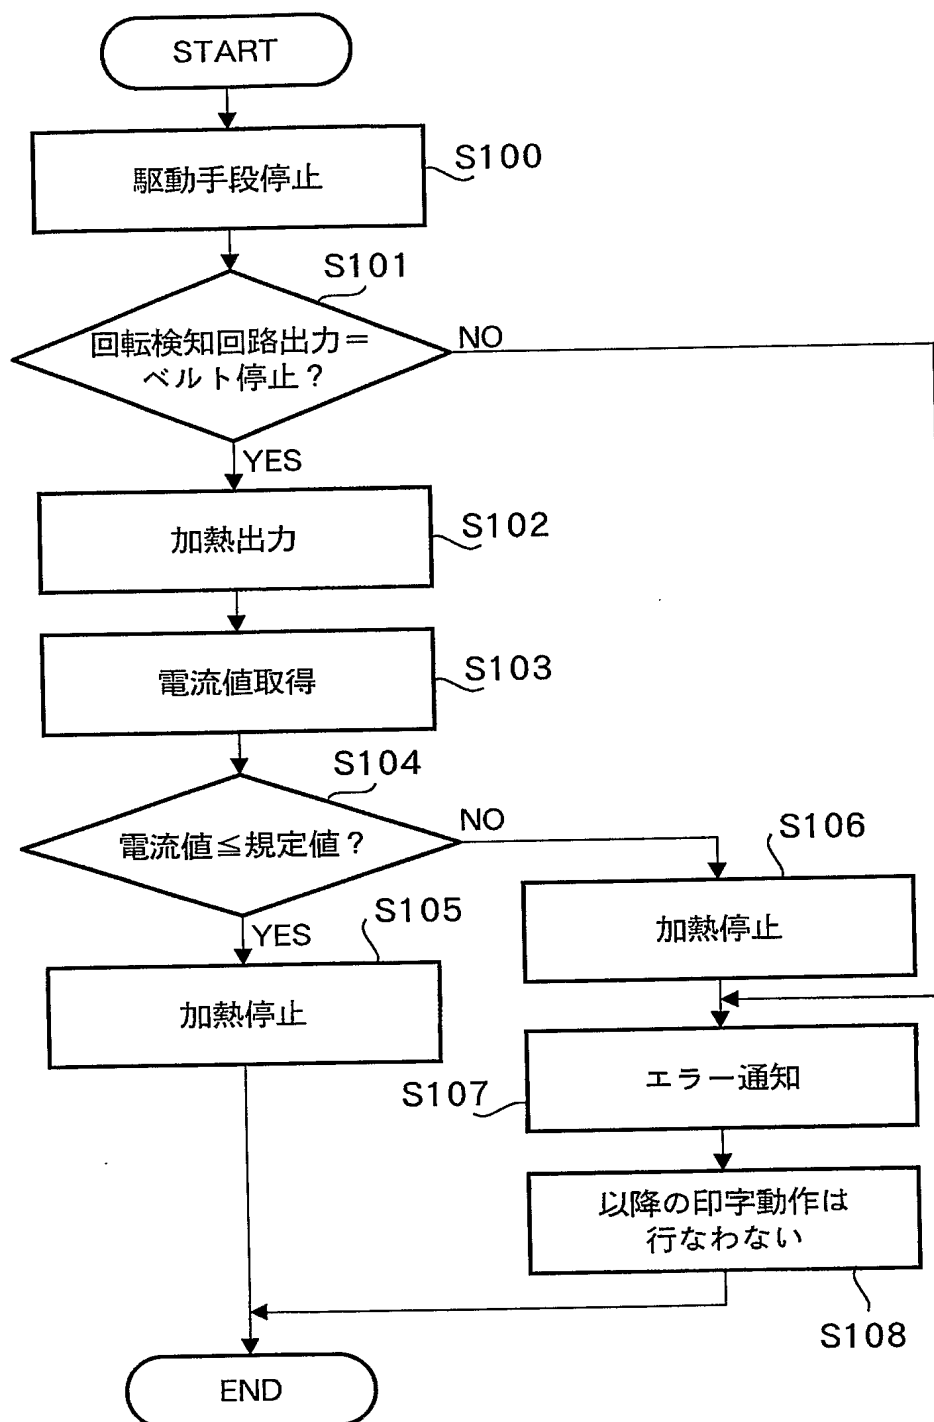 START
駆動手段停止
S100
S101
回転検知回路出力＝
ベルト停止？
NO
YES
加熱出力
S102
電流値取得
S103
S104
電流値≦規定値？
NO
YES
S105
加熱停止
S106
加熱停止
エラー通知
S107
以降の印字動作は
行なわない
S108
END